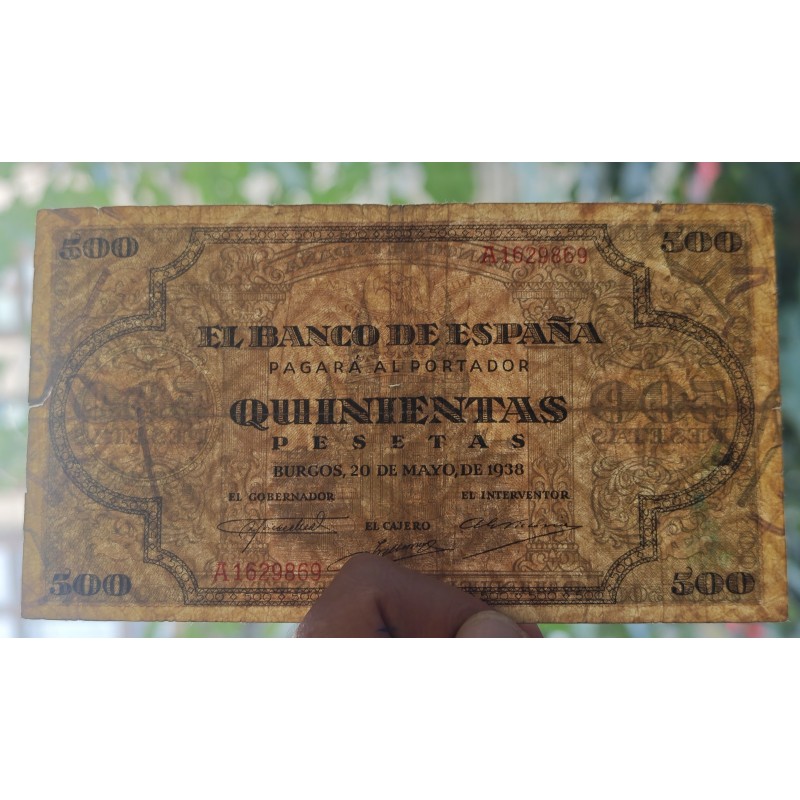 500 500
A1629869
EL BANCO DE ESPAÑA
PAGARÁ AL PORTADOR
QUINIENTAS
PESETAS
BURGOS, 20 DE MAYO, DE 1938
EL GOBERNADOR EL INTERVENTOR
EL CAJERO
A1629869
500 500